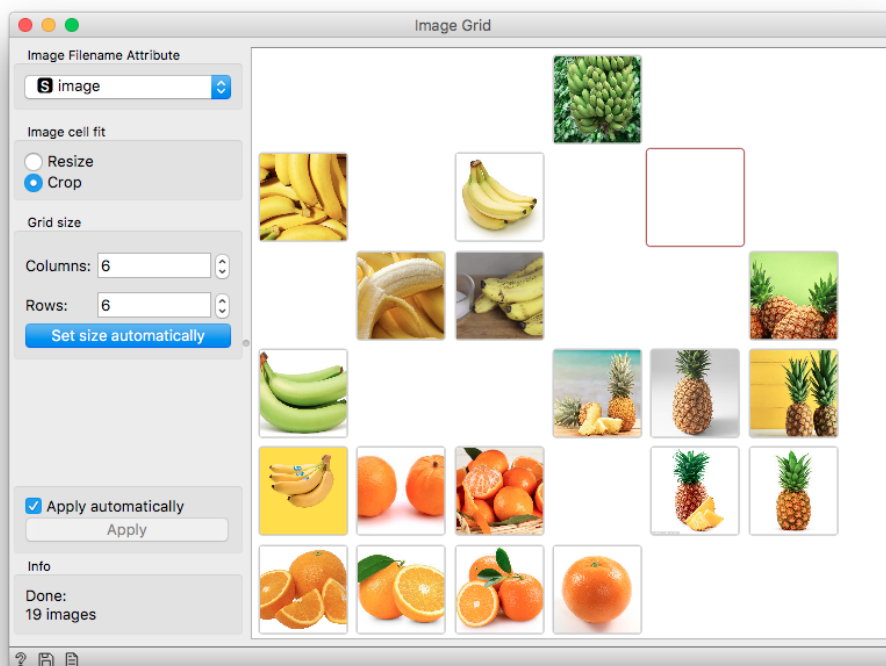 Image Grid
Image Filename Attribute
S image
Image cell fit
Resize
Crop
Grid size
Columns: 6
Rows: 6
Set size automatically
Apply automatically
Apply
Info
Done:
19 images
?